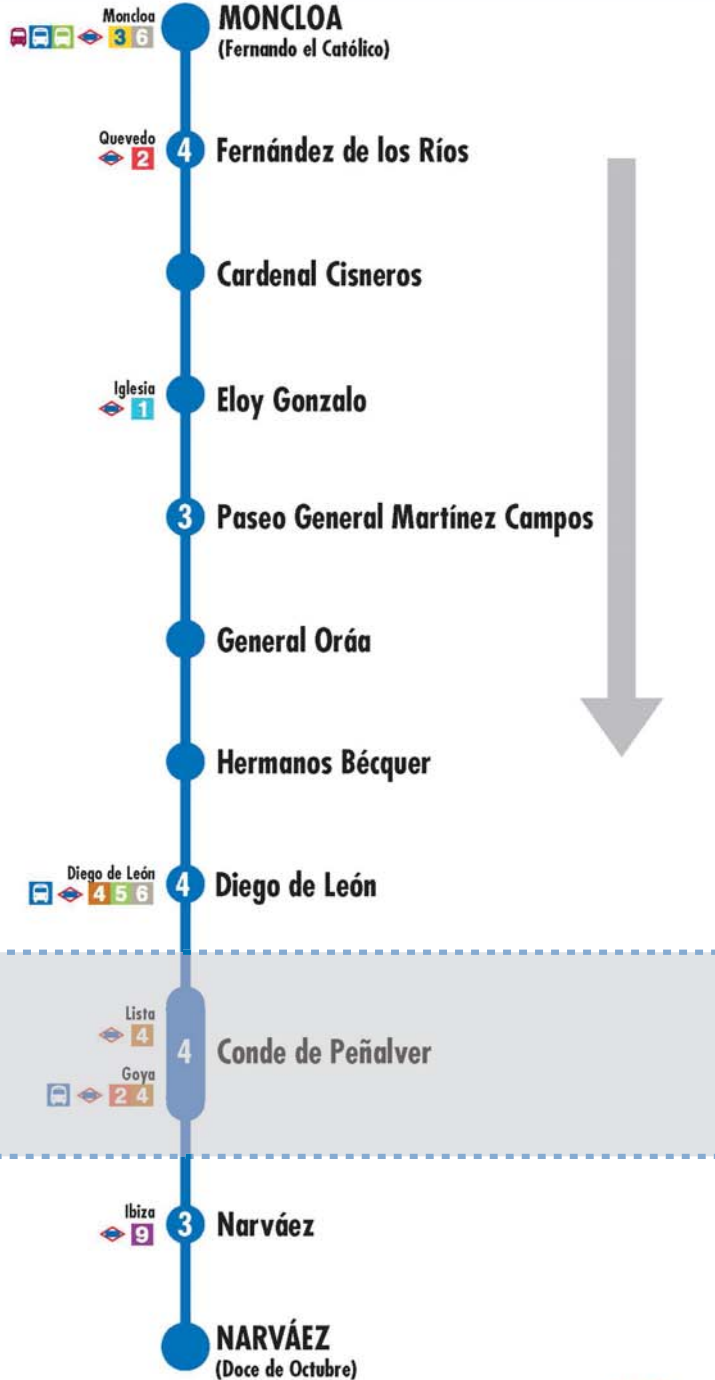 Moncloa
3 6
MONCLOA
(Fernando el Católico)
Quevedo
2
4
Fernández de los Ríos
Cardenal Cisneros
Iglesia
1
Eloy Gonzalo
3
Paseo General Martínez Campos
General Oráa
Hermanos Bécquer
Diego de León
4 5 6
4
Diego de León
Lista
4
Goya
2 4
4
Conde de Peñalver
Ibiza
9
3
Narváez
NARVÁEZ
(Doce de Octubre)